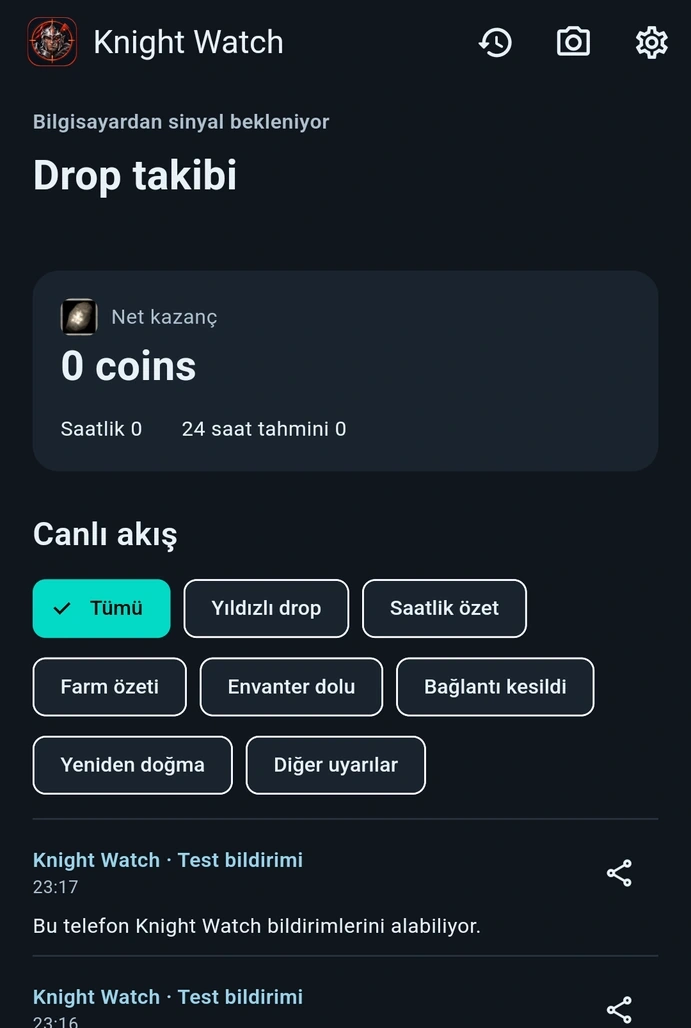 Knight Watch
Bilgisayardan sinyal bekleniyor
Drop takibi
Net kazanç
0 coins
Saatlik 0 24 saat tahmini 0
Canlı akış
Tümü Yıldızlı drop Saatlik özet
Farm özeti Envanter dolu Bağlantı kesildi
Yeniden doğma Diğer uyarılar
Knight Watch · Test bildirimi
23:17
Bu telefon Knight Watch bildirimlerini alabiliyor.
Knight Watch · Test bildirimi
23:16